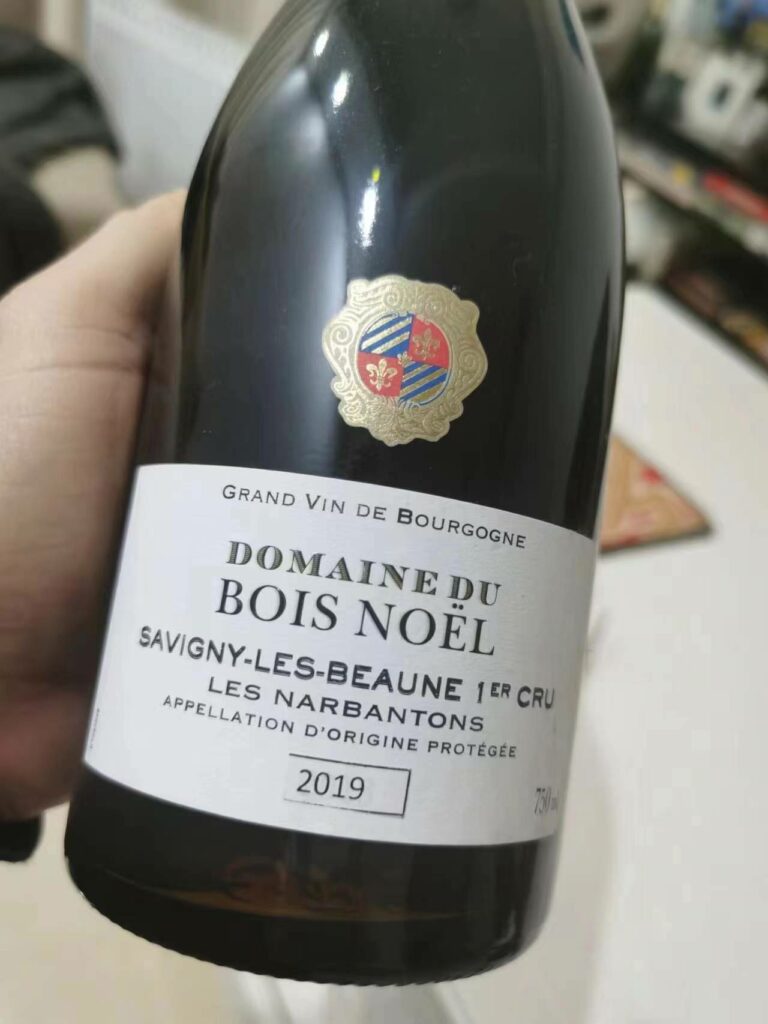 GRAND VIN DE BOURGOGNE
DOMAINE DU
BOIS NOËL
SAVIGNY-LES-BEAUNE 1ER CRU
LES NARBANTONS
APPELLATION D'ORIGINE PROTÉGÉE
2019
750 ml